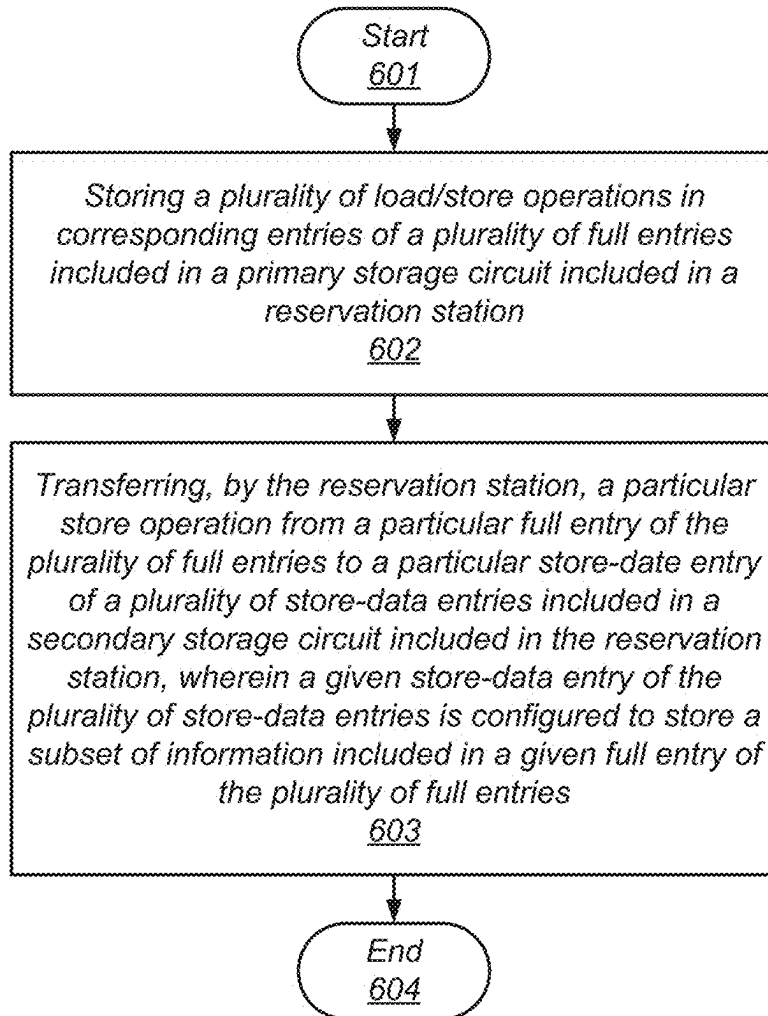 Start
601
Storing a plurality of load/store operations in
corresponding entries of a plurality of full entries
included in a primary storage circuit included in a
reservation station
602
Transferring, by the reservation station, a particular
store operation from a particular full entry of the
plurality of full entries to a particular store-date entry
of a plurality of store-data entries included in a
secondary storage circuit included in the reservation
station, wherein a given store-data entry of the
plurality of store-data entries is configured to store a
subset of information included in a given full entry of
the plurality of full entries
603
End
604